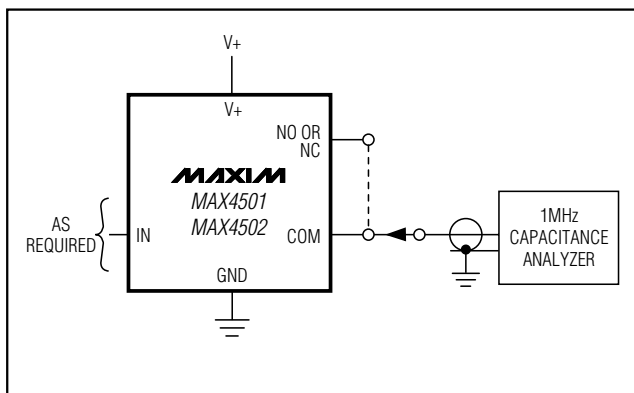 V+
V+
NO OR
NC
MAXIM
MAX4501
MAX4502
AS
REQUIRED
IN
COM
GND
1MHz
CAPACITANCE
ANALYZER